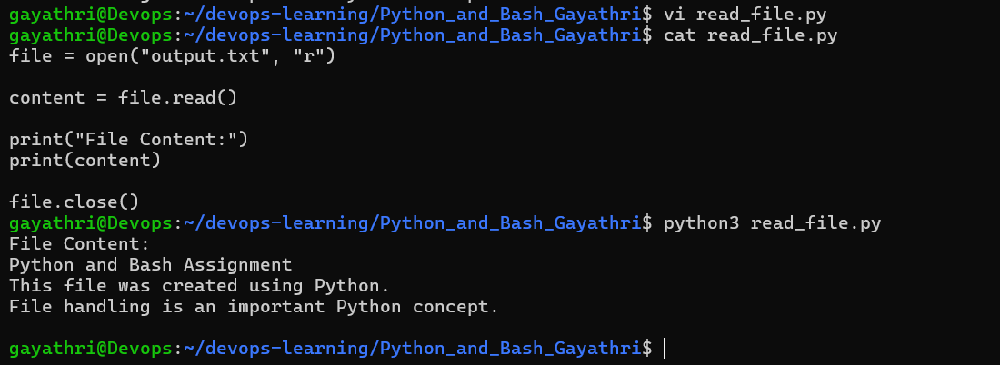 gayathri@Devops:~/devops-learning/Python_and_Bash_Gayathri$ vi read_file.py
gayathri@Devops:~/devops-learning/Python_and_Bash_Gayathri$ cat read_file.py
file = open("output.txt", "r")
content = file.read()
print("File Content:")
print(content)
file.close()
gayathri@Devops:~/devops-learning/Python_and_Bash_Gayathri$ python3 read_file.py
File Content:
Python and Bash Assignment
This file was created using Python.
File handling is an important Python concept.
gayathri@Devops:~/devops-learning/Python_and_Bash_Gayathri$